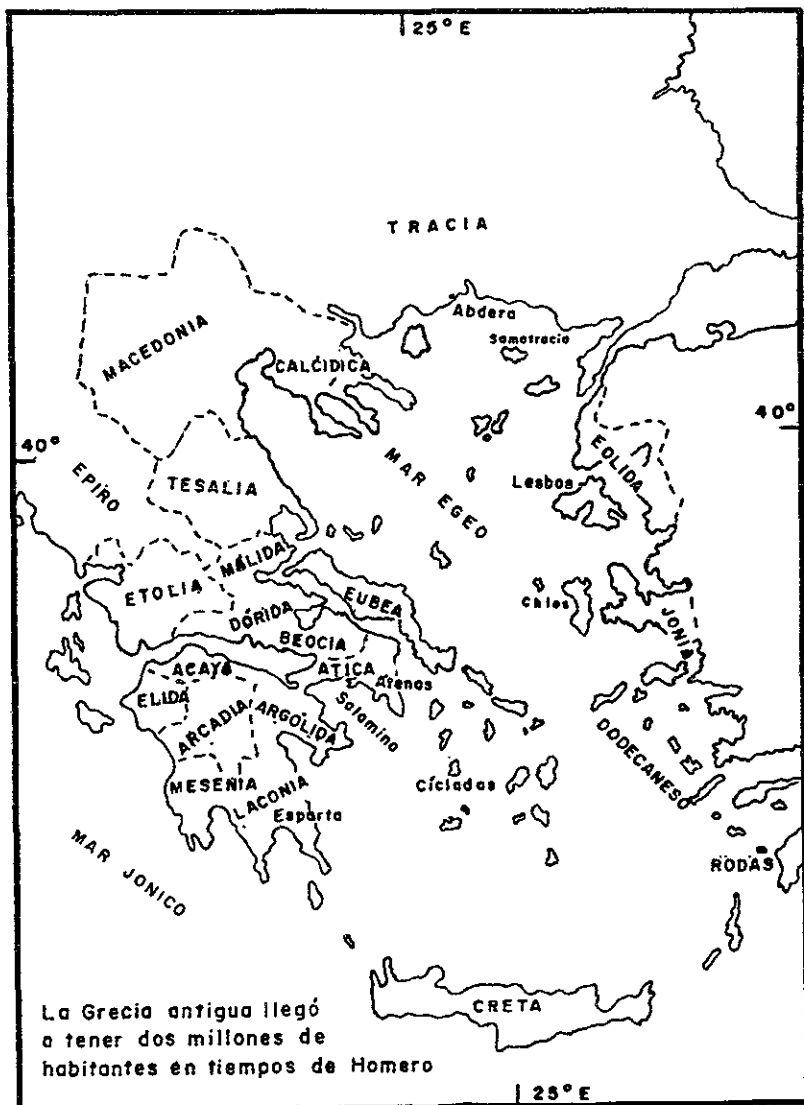 25° E
TRACIA
Abdera
Samotracia
MACEDONIA
CALCIDICA
40°
40°
EPIRO
TESALIA
MAR EGEO
EOLIDA
Lesbos
MALIDA
ETOLIA
EUBEA
Chios
JONIA
DORIDA
BEOCIA
ACAYA
ATICA
Atenas
ELIDA
ARCADIA
ARGOLIDA
Salamina
DODECANESO
MESENIA
LACONIA
Esparta
Cícladas
MAR JONICO
RODAS
CRETA
La Grecia antigua llegó
a tener dos millones de
habitantes en tiempos de Homero
25° E